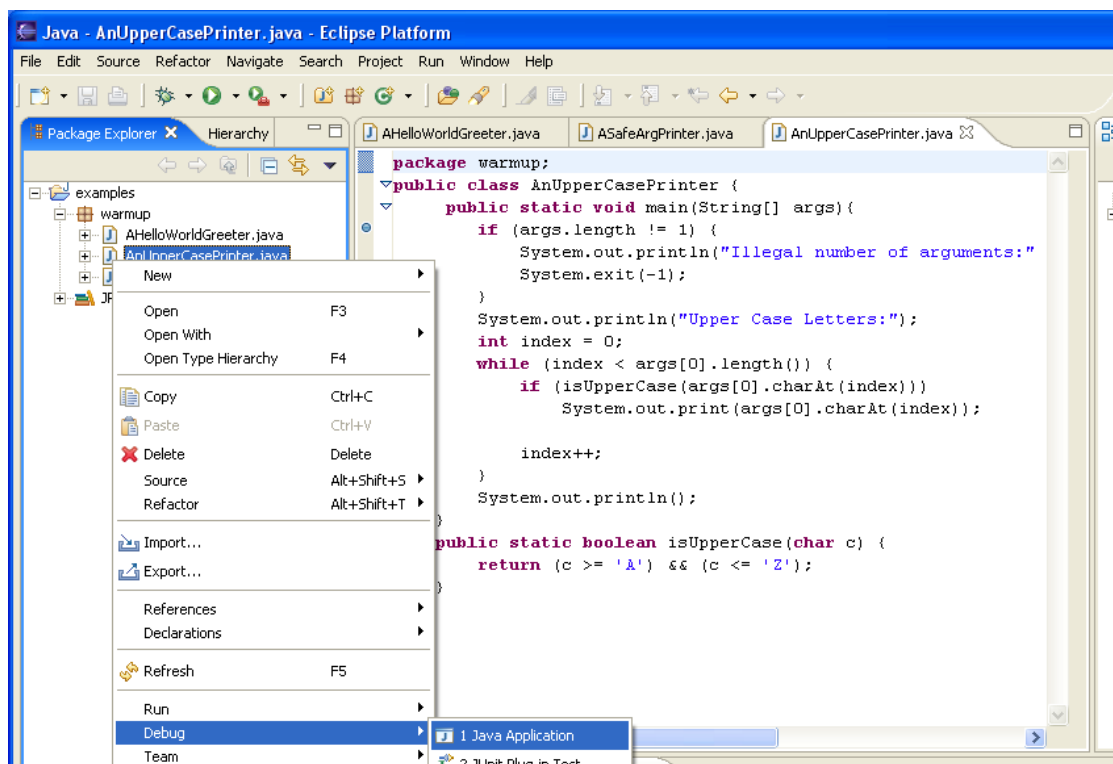 Java - AnUpperCasePrinter.java - Eclipse Platform
File Edit Source Refactor Navigate Search Project Run Window Help
Package Explorer Hierarchy
AHelloWorldGreeter.java ASafeArgPrinter.java AnUpperCasePrinter.java
examples
warmup
AHelloWorldGreeter.java
AnUpperCasePrinter.java
package warmup;
public class AnUpperCasePrinter {
public static void main(String[] args){
if (args.length != 1) {
System.out.println("Illegal number of arguments:"
System.exit(-1);
}
System.out.println("Upper Case Letters:");
int index = 0;
while (index < args[0].length()) {
if (isUpperCase(args[0].charAt(index)))
System.out.print(args[0].charAt(index));
index++;
}
System.out.println();
}
public static boolean isUpperCase(char c) {
return (c >= 'A') && (c <= 'Z');
}
New
Open F3
Open With
Open Type Hierarchy F4
Copy Ctrl+C
Paste Ctrl+V
Delete Delete
Source Alt+Shift+S
Refactor Alt+Shift+T
Import...
Export...
References
Declarations
Refresh F5
Run
Debug
Team
1 Java Application
2 JUnit Plug-in Test